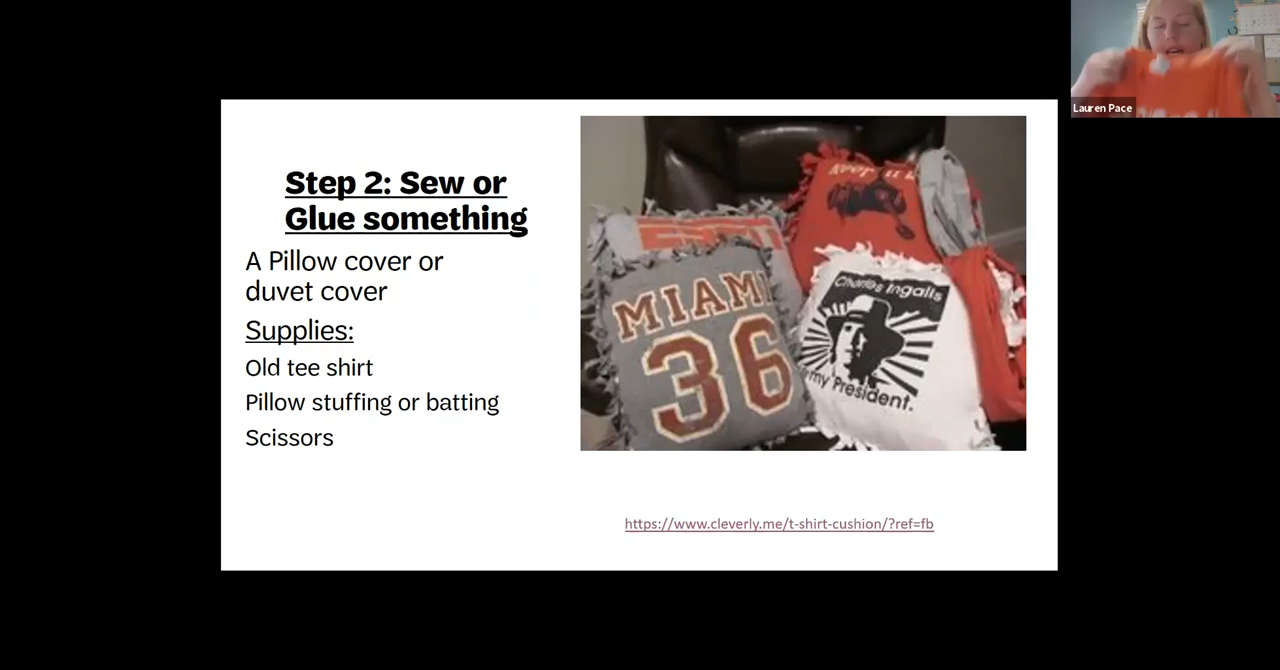 Step 2: Sew or
Glue something
A Pillow cover or
duvet cover
Supplies:
Old tee shirt
Pillow stuffing or batting
Scissors
MIAMI
36
Charles Ingalls
my President.
https://www.cleverly.me/t-shirt-cushion/?ref=fb
Lauren Pace